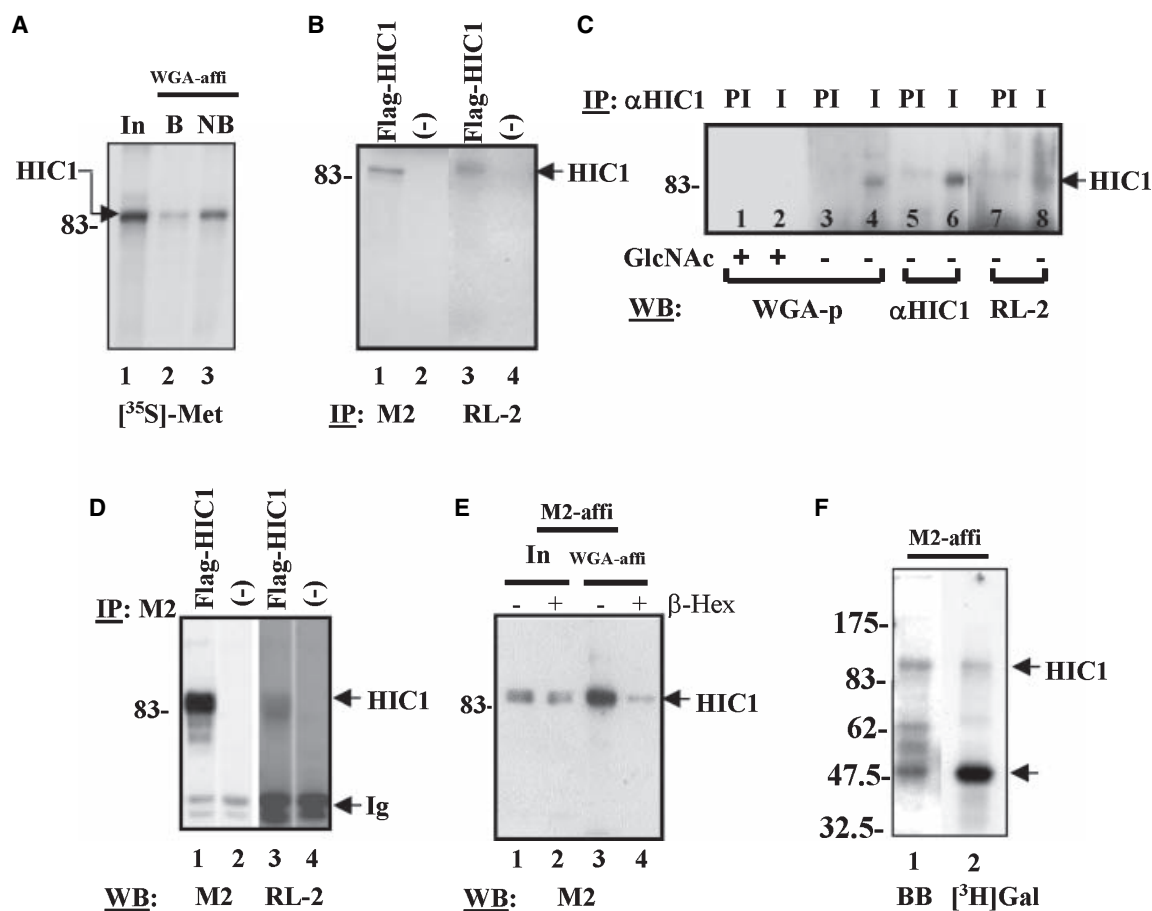 A
WGA-affi
In B NB
HIC1
83-
1 2 3
[³⁵S]-Met
B
Flag-HIC1
(-)
Flag-HIC1
(-)
83-
HIC1
1 2 3 4
IP: M2 RL-2
C
IP: αHIC1 PI I PI I PI I PI I
83-
HIC1
1 2 3 4 5 6 7 8
GlcNAc + + - - - - - -
WB: WGA-p αHIC1 RL-2
D
Flag-HIC1
(-)
Flag-HIC1
(-)
IP: M2
83-
HIC1
Ig
1 2 3 4
WB: M2 RL-2
E
M2-affi
In WGA-affi
- + - + β-Hex
83-
HIC1
1 2 3 4
WB: M2
F
M2-affi
175-
HIC1
83-
62-
47.5-
32.5-
1 2
BB [³H]Gal